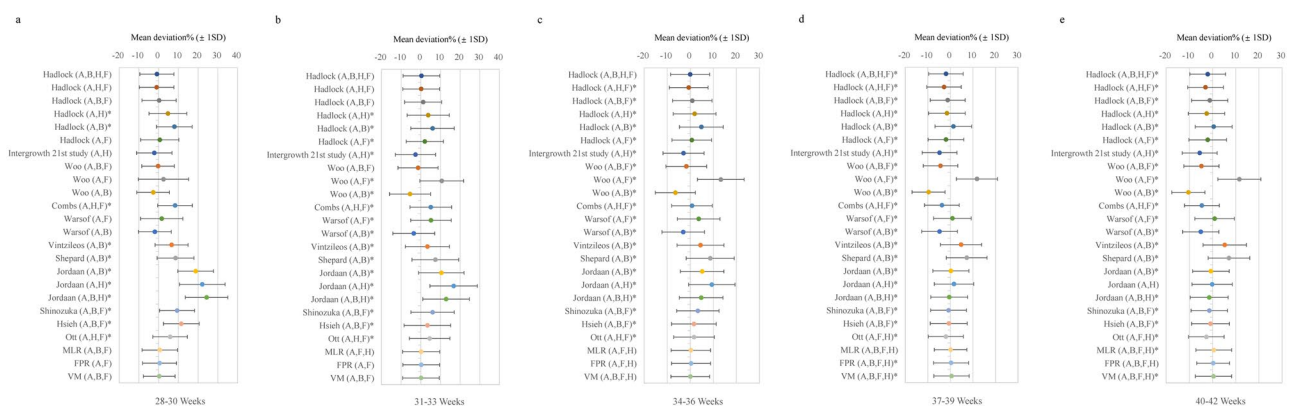 a
Mean deviation% (± 1SD)
-20 -10 0 10 20 30 40
Hadlock (A,B,H,F)
Hadlock (A,H,F)
Hadlock (A,B,F)
Hadlock (A,H)*
Hadlock (A,B)*
Hadlock (A,F)
Intergrowth 21st study (A,H)
Woo (A,B,F)
Woo (A,F)
Woo (A,B)
Combs (A,H,F)*
Warsof (A,F)
Warsof (A,B)
Vintzileos (A,B)*
Shepard (A,B)
Jordaan (A,B)*
Jordaan (A,H)*
Jordaan (A,B,H)*
Shinozuka (A,B,F)*
Hsieh (A,B,F)*
Ott (A,H,F)*
MLR (A,B,F)
FPR (A,F)
VM (A,B,F)
28-30 Weeks
b
Mean deviation% (± 1SD)
-20 -10 0 10 20 30 40
Hadlock (A,B,H,F)
Hadlock (A,H,F)
Hadlock (A,B,F)
Hadlock (A,H)*
Hadlock (A,B)*
Hadlock (A,F)*
Intergrowth 21st study (A,H)*
Woo (A,B,F)
Woo (A,F)*
Woo (A,B)*
Combs (A,H,F)*
Warsof (A,F)*
Warsof (A,B)*
Vintzileos (A,B)*
Shepard (A,B)
Jordaan (A,B)*
Jordaan (A,H)*
Jordaan (A,B,H)*
Shinozuka (A,B,F)*
Hsieh (A,B,F)*
Ott (A,H,F)*
MLR (A,F,H)
FPR (A,F)
VM (A,B,F)
31-33 Weeks
c
Mean deviation% (± 1SD)
-20 -10 0 10 20 30
Hadlock (A,B,H,F)
Hadlock (A,H,F)
Hadlock (A,B,F)*
Hadlock (A,H)*
Hadlock (A,B)*
Hadlock (A,F)*
Intergrowth 21st study (A,H)*
Woo (A,B,F)*
Woo (A,F)*
Woo (A,B)*
Combs (A,H,F)*
Warsof (A,F)*
Warsof (A,B)*
Vintzileos (A,B)*
Shepard (A,B)*
Jordaan (A,B)*
Jordaan (A,H)*
Jordaan (A,B,H)*
Shinozuka (A,B,F)*
Hsieh (A,B,F)*
Ott (A,H,F)*
MLR (A,B,F,H)
FPR (A,B,F,H)
VM (A,B,F,H)
34-36 Weeks
d
Mean deviation% (± 1SD)
-20 -10 0 10 20 30
Hadlock (A,B,H,F)*
Hadlock (A,H,F)*
Hadlock (A,B,F)*
Hadlock (A,H)*
Hadlock (A,B)*
Hadlock (A,F)*
Intergrowth 21st study (A,H)*
Woo (A,B,F)*
Woo (A,F)*
Woo (A,B)*
Combs (A,H,F)*
Warsof (A,F)*
Warsof (A,B)*
Vintzileos (A,B)*
Shepard (A,B)*
Jordaan (A,B)*
Jordaan (A,H)*
Jordaan (A,B,H)*
Shinozuka (A,B,F)*
Hsieh (A,B,F)*
Ott (A,F,H)*
MLR (A,B,F,H)*
FPR (A,B,F,H)*
VM (A,B,F,H)*
37-39 Weeks
e
Mean deviation% (± 1SD)
-20 -10 0 10 20 30
Hadlock (A,B,H,F)*
Hadlock (A,H,F)*
Hadlock (A,B,F)*
Hadlock (A,H)*
Hadlock (A,B)*
Hadlock (A,F)*
Intergrowth 21st study (A,H)*
Woo (A,B,F)*
Woo (A,F)*
Woo (A,B)*
Combs (A,H,F)*
Warsof (A,F)*
Warsof (A,B)*
Vintzileos (A,B)*
Shepard (A,B)*
Jordaan (A,B)*
Jordaan (A,H)
Jordaan (A,B,H)*
Shinozuka (A,B,F)*
Hsieh (A,B,F)*
Ott (A,F,H)*
MLR (A,B,F,H)*
FPR (A,B,F,H)*
VM (A,B,F,H)*
40-42 Weeks